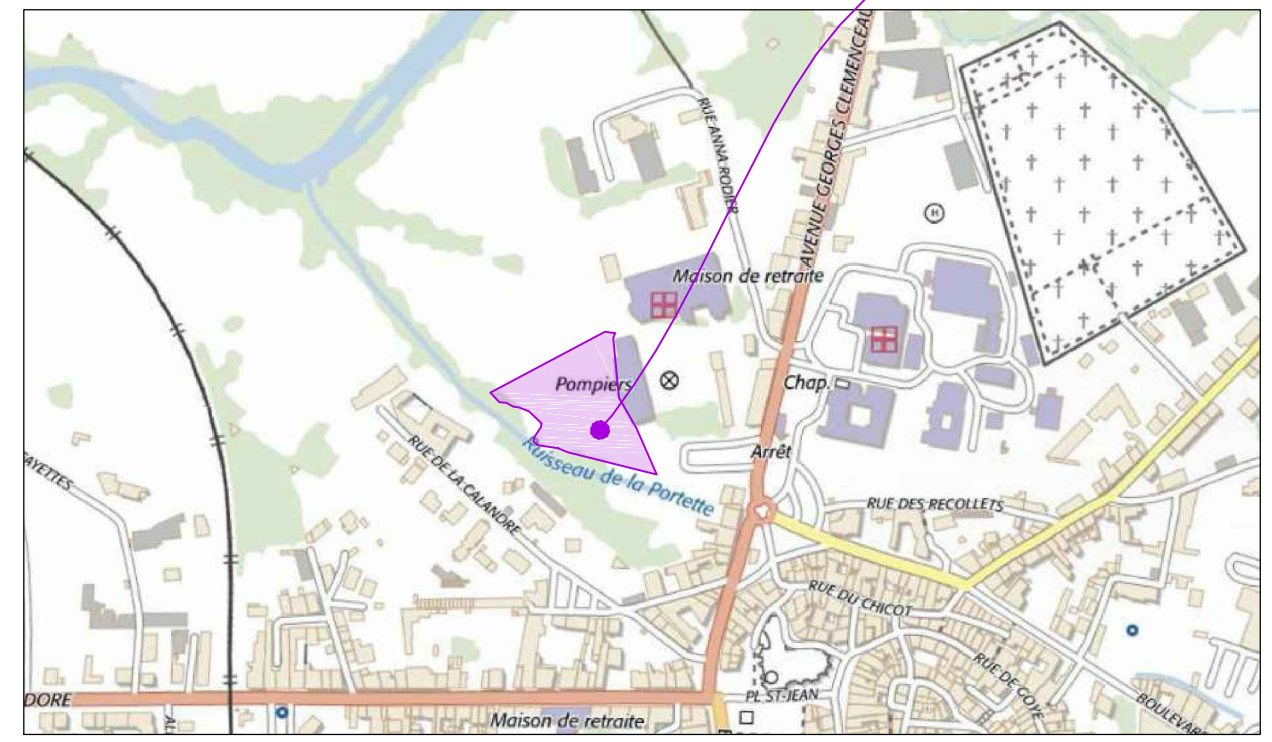 AVENUE GEORGES CLEMENCEAU
RUE ANNA RODIER
H
Maison de retraite
Pompiers
Chap.
Arrêt
Ruisseau de la Portette
RUE DE LA CALANDRE
FAYETTES
RUE DES RECOLLETS
RUE DU CHICOT
RUE DE GOYE
DORE
PL ST-JEAN
BOULEVAR
Maison de retraite